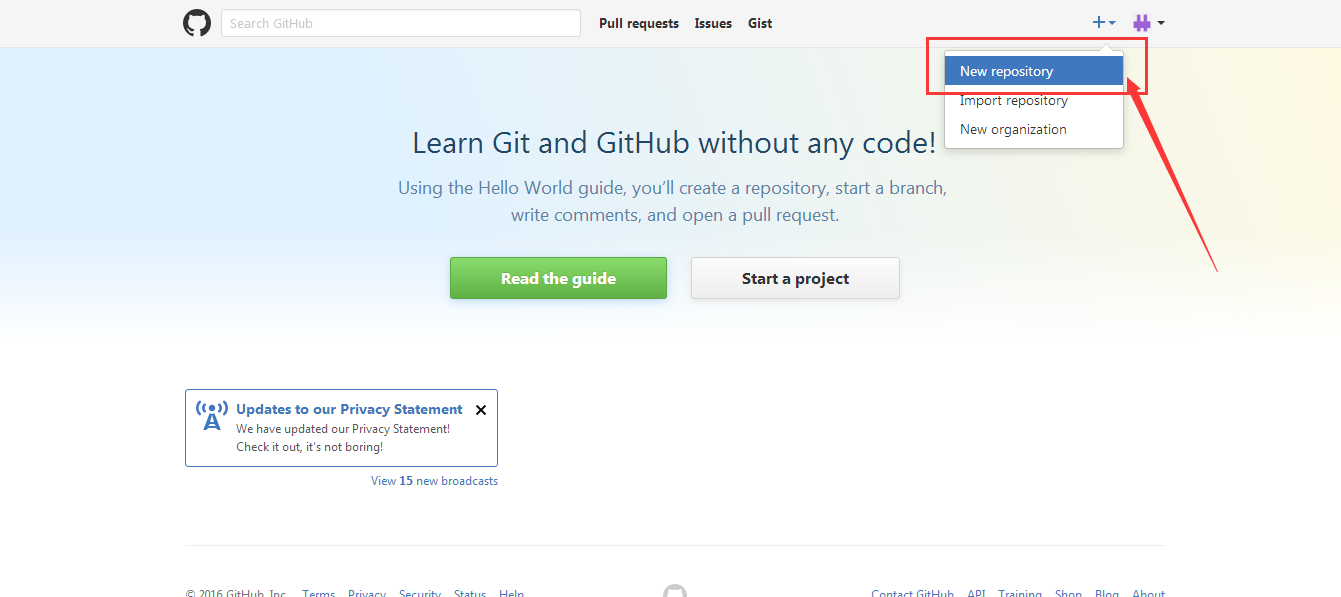 Search GitHub
Pull requests Issues Gist
New repository
Import repository
New organization
Learn Git and GitHub without any code!
Using the Hello World guide, you’ll create a repository, start a branch,
write comments, and open a pull request.
Read the guide
Start a project
Updates to our Privacy Statement
We have updated our Privacy Statement!
Check it out, it’s not boring!
View 15 new broadcasts
© 2016 GitHub, Inc. Terms Privacy Security Status Help
Contact GitHub API Training Shop Blog About